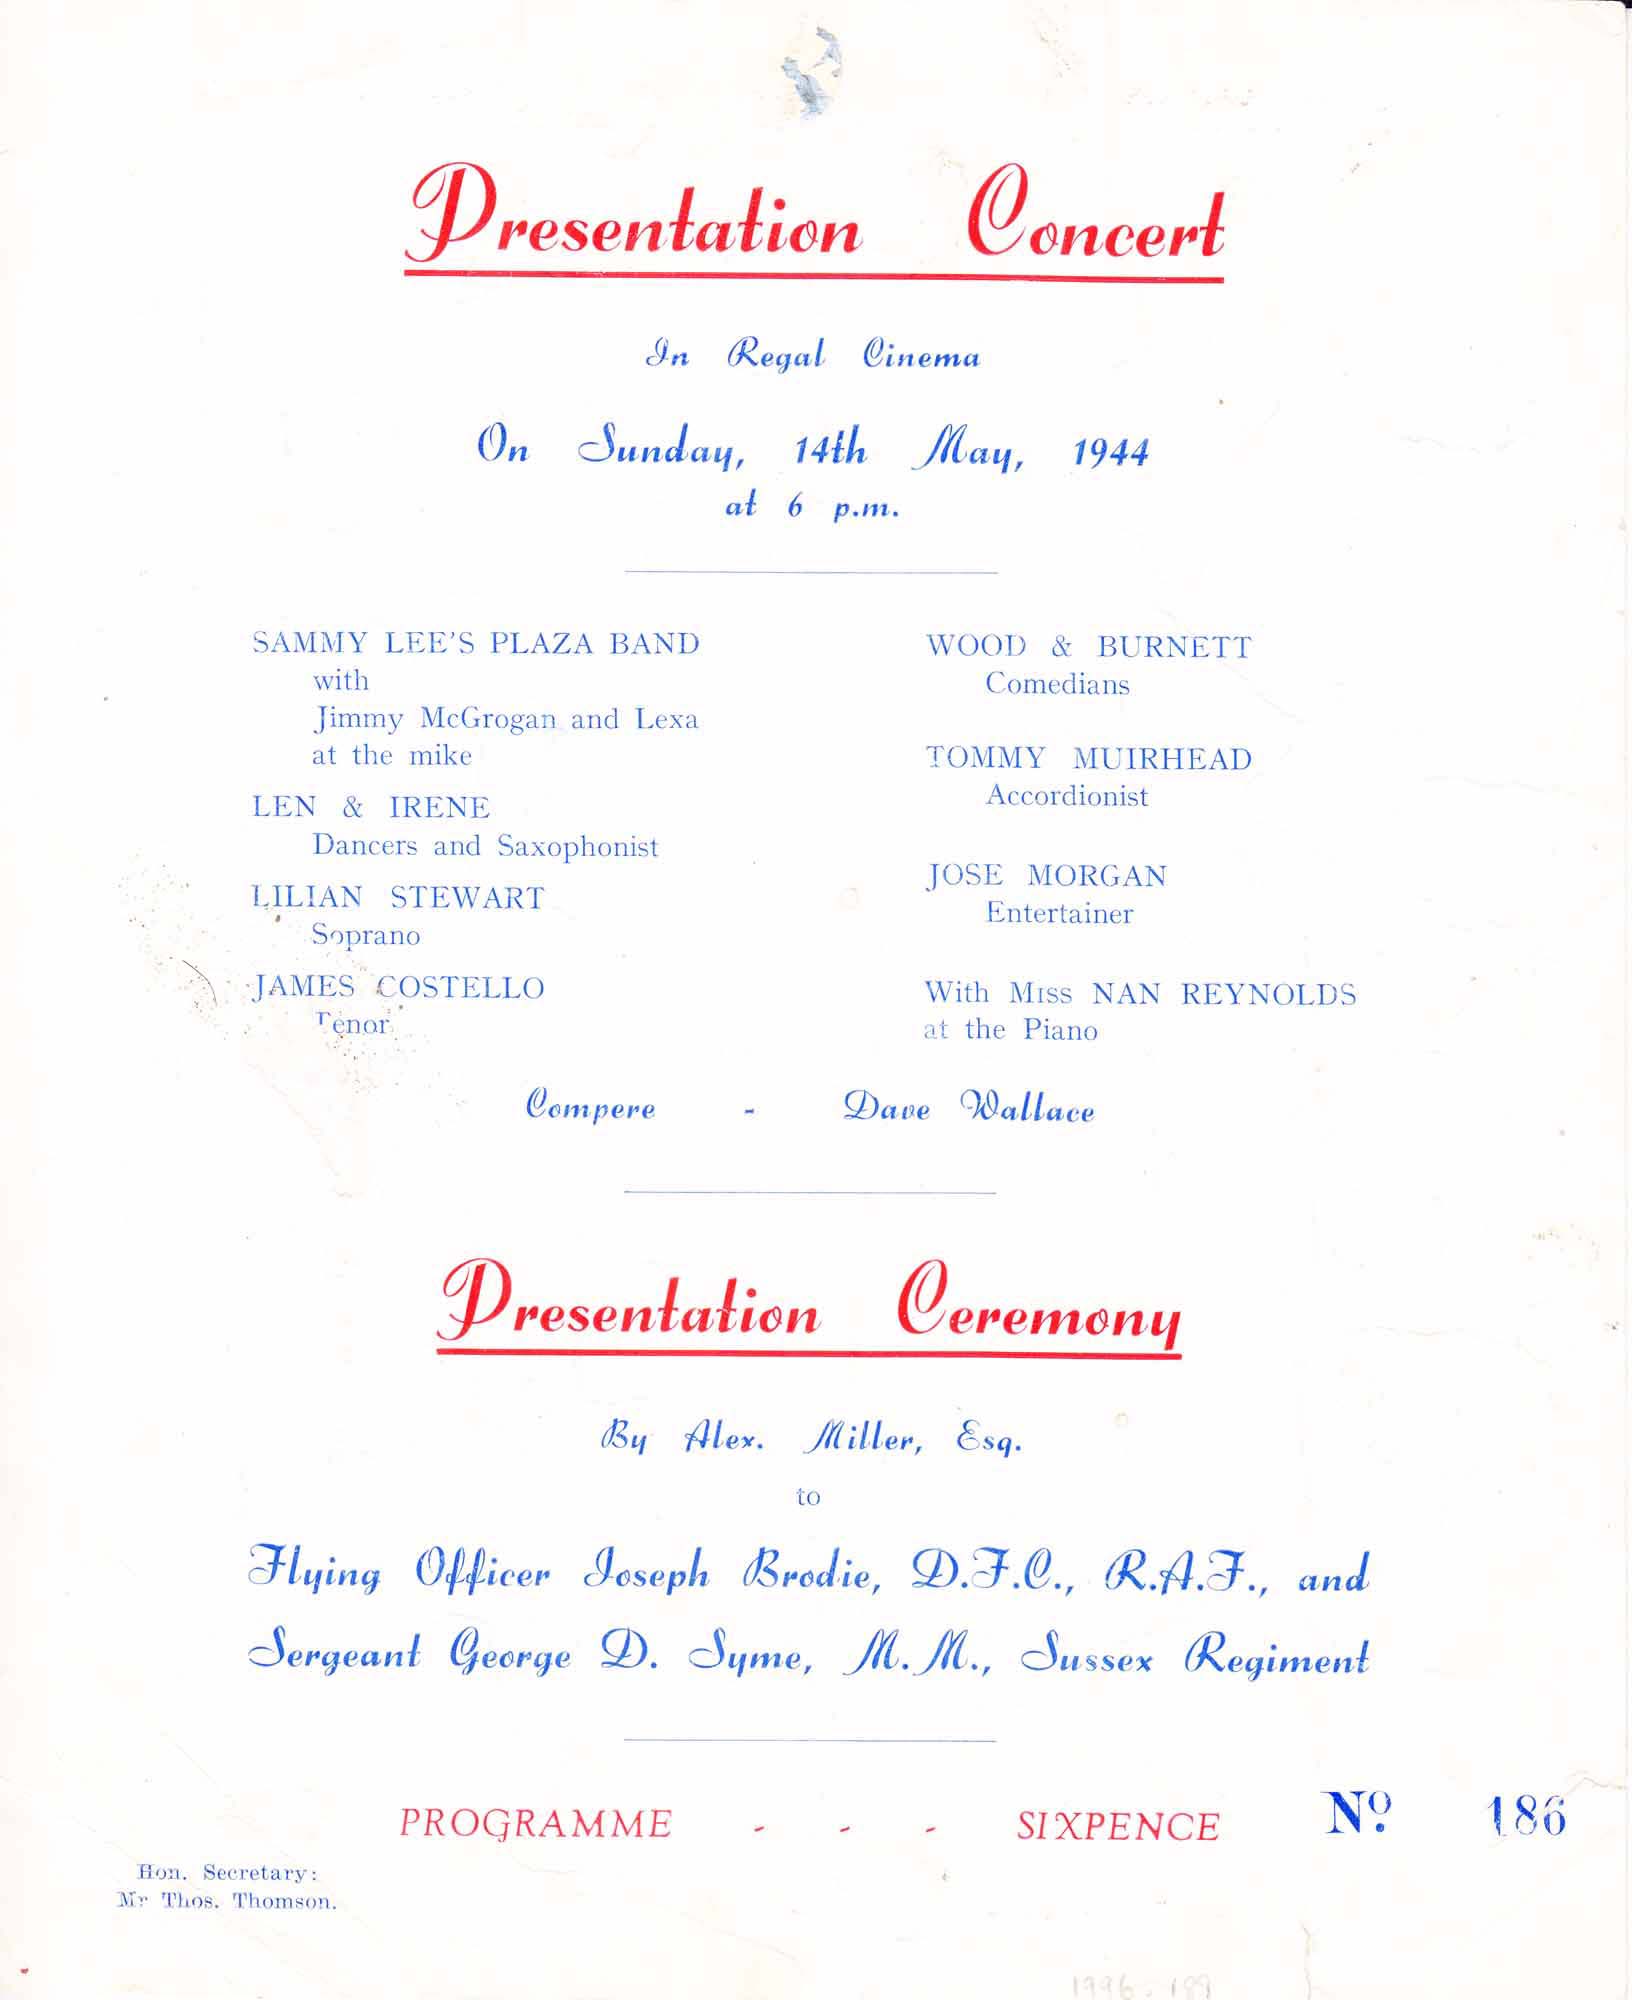 Presentation Concert
In Regal Cinema
On Sunday, 14th May, 1944
at 6 p.m.
SAMMY LEE'S PLAZA BAND
with
Jimmy McGrogan and Lexa
at the mike
LEN & IRENE
Dancers and Saxophonist
LILIAN STEWART
Soprano
JAMES COSTELLO
Tenor
WOOD & BURNETT
Comedians
TOMMY MUIRHEAD
Accordionist
JOSE MORGAN
Entertainer
With Miss NAN REYNOLDS
at the Piano
Compere - Dave Wallace
Presentation Ceremony
By Alex. Miller, Esq.
to
Flying Officer Joseph Brodie, D.F.C., R.A.F., and
Sergeant George D. Syme, M.M., Sussex Regiment
PROGRAMME - - - SIXPENCE
No. 186
Hon. Secretary:
Mr Thos. Thomson.
1996.189